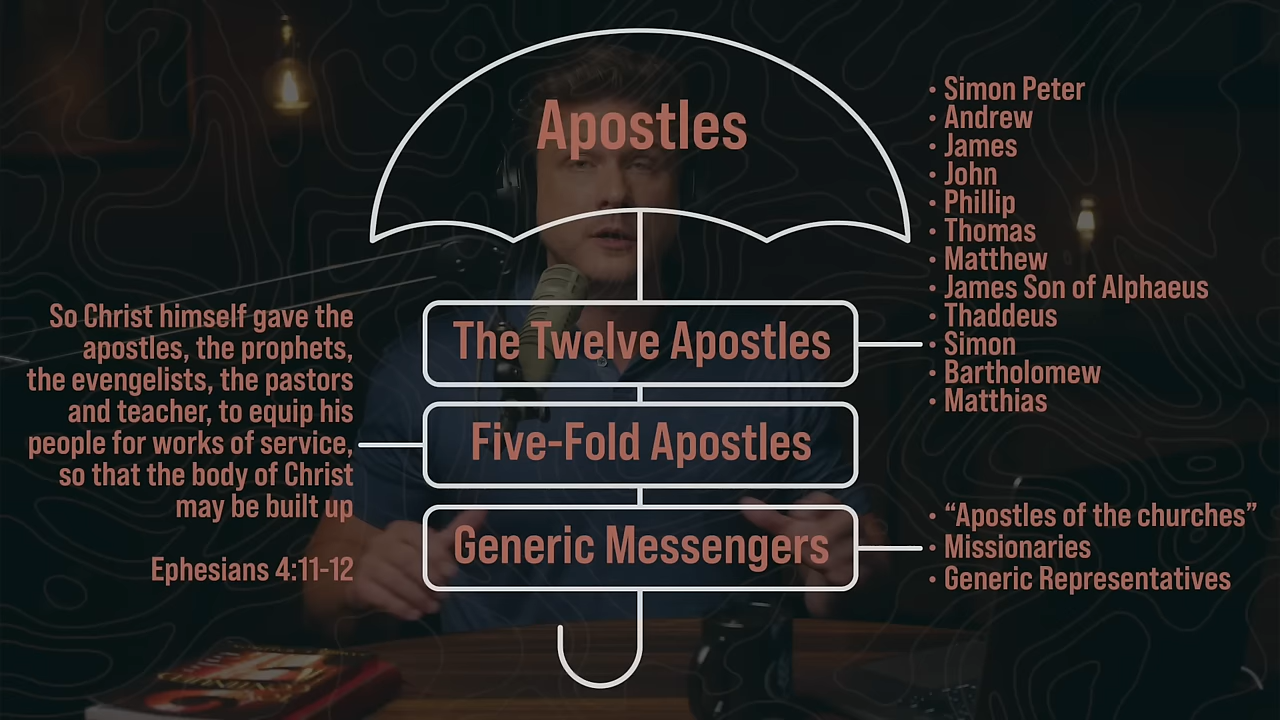 Apostles
The Twelve Apostles
Five-Fold Apostles
Generic Messengers
So Christ himself gave the
apostles, the prophets,
the evengelists, the pastors
and teacher, to equip his
people for works of service,
so that the body of Christ
may be built up
Ephesians 4:11-12
• Simon Peter
• Andrew
• James
• John
• Phillip
• Thomas
• Matthew
• James Son of Alphaeus
• Thaddeus
• Simon
• Bartholomew
• Matthias
• “Apostles of the churches”
• Missionaries
• Generic Representatives